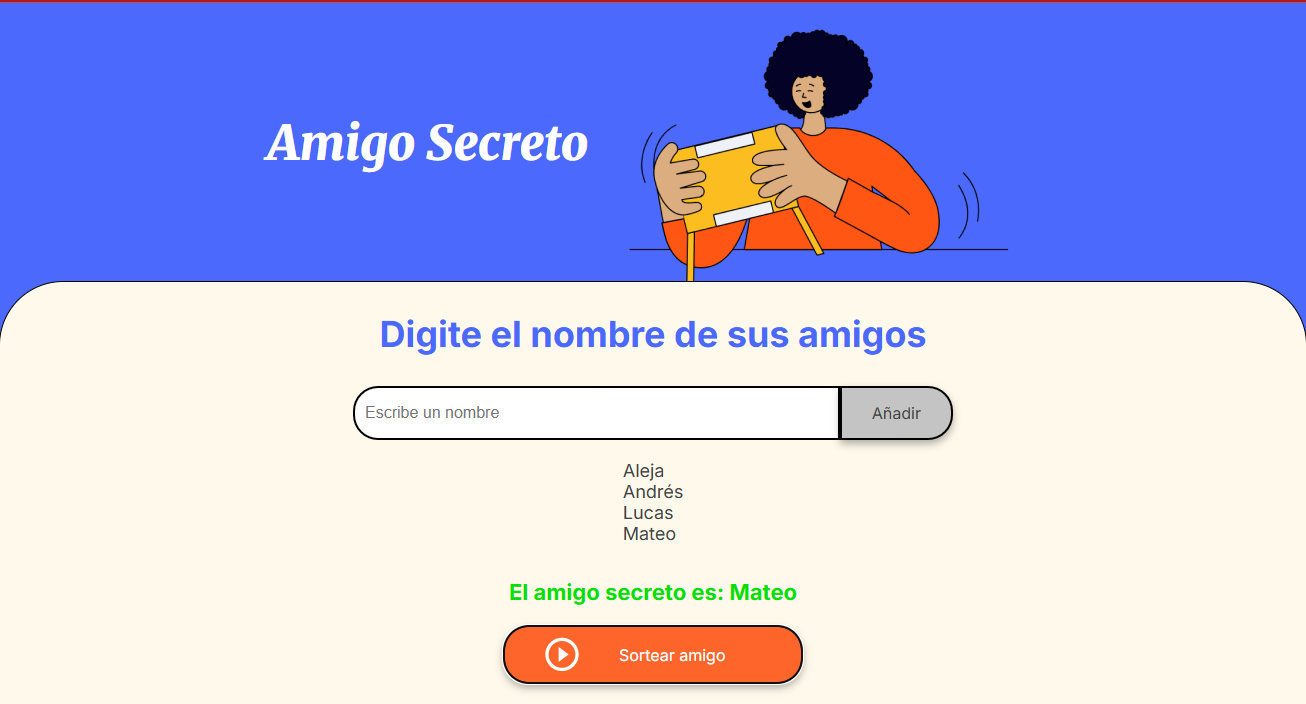 Amigo Secreto
Digite el nombre de sus amigos
Escribe un nombre
Añadir
Aleja
Andrés
Lucas
Mateo
El amigo secreto es: Mateo
Sortear amigo